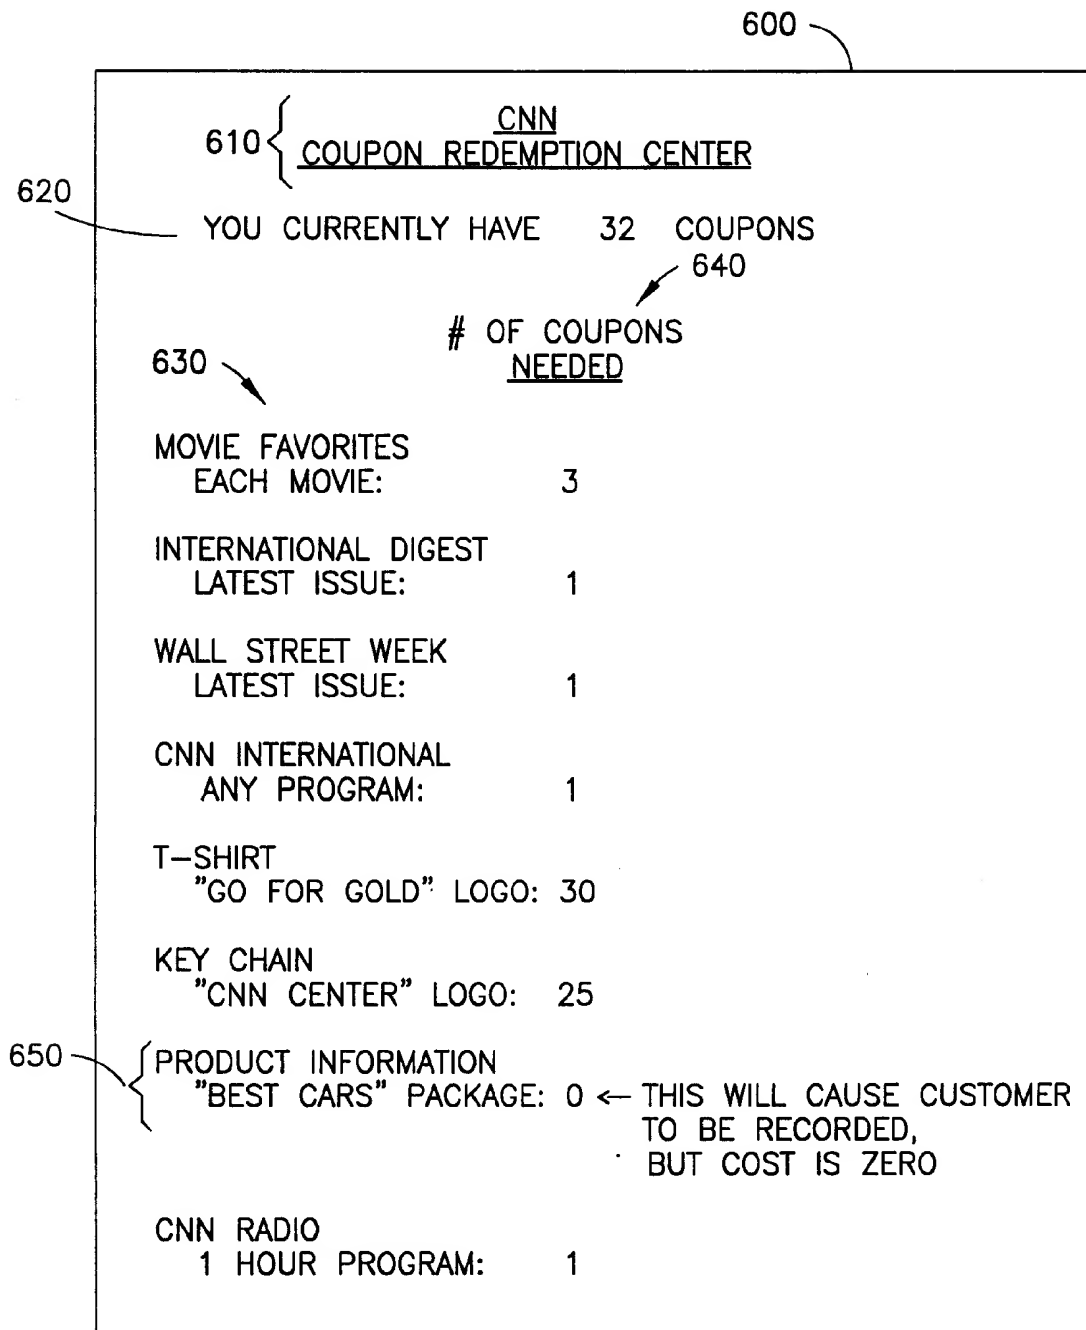 600
610 CNN
COUPON REDEMPTION CENTER
620
YOU CURRENTLY HAVE 32 COUPONS
640
# OF COUPONS
NEEDED
630
MOVIE FAVORITES
EACH MOVIE: 3
INTERNATIONAL DIGEST
LATEST ISSUE: 1
WALL STREET WEEK
LATEST ISSUE: 1
CNN INTERNATIONAL
ANY PROGRAM: 1
T-SHIRT
"GO FOR GOLD" LOGO: 30
KEY CHAIN
"CNN CENTER" LOGO: 25
650 PRODUCT INFORMATION
"BEST CARS" PACKAGE: 0 ← THIS WILL CAUSE CUSTOMER
TO BE RECORDED,
BUT COST IS ZERO
CNN RADIO
1 HOUR PROGRAM: 1